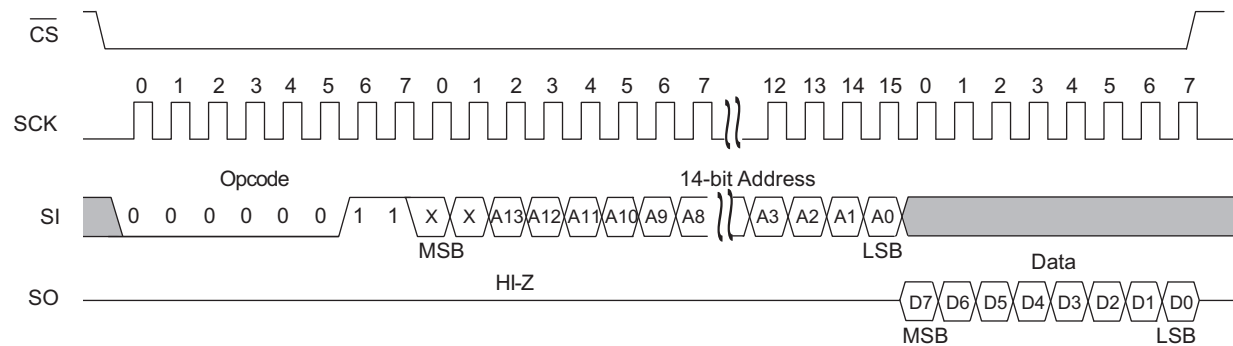 CS
0 1 2 3 4 5 6 7 0 1 2 3 4 5 6 7 12 13 14 15 0 1 2 3 4 5 6 7
SCK
Opcode 14-bit Address
SI 0 0 0 0 0 0 1 1 X X A13 A12 A11 A10 A9 A8 A3 A2 A1 A0
MSB LSB
HI-Z Data
SO D7 D6 D5 D4 D3 D2 D1 D0
MSB LSB